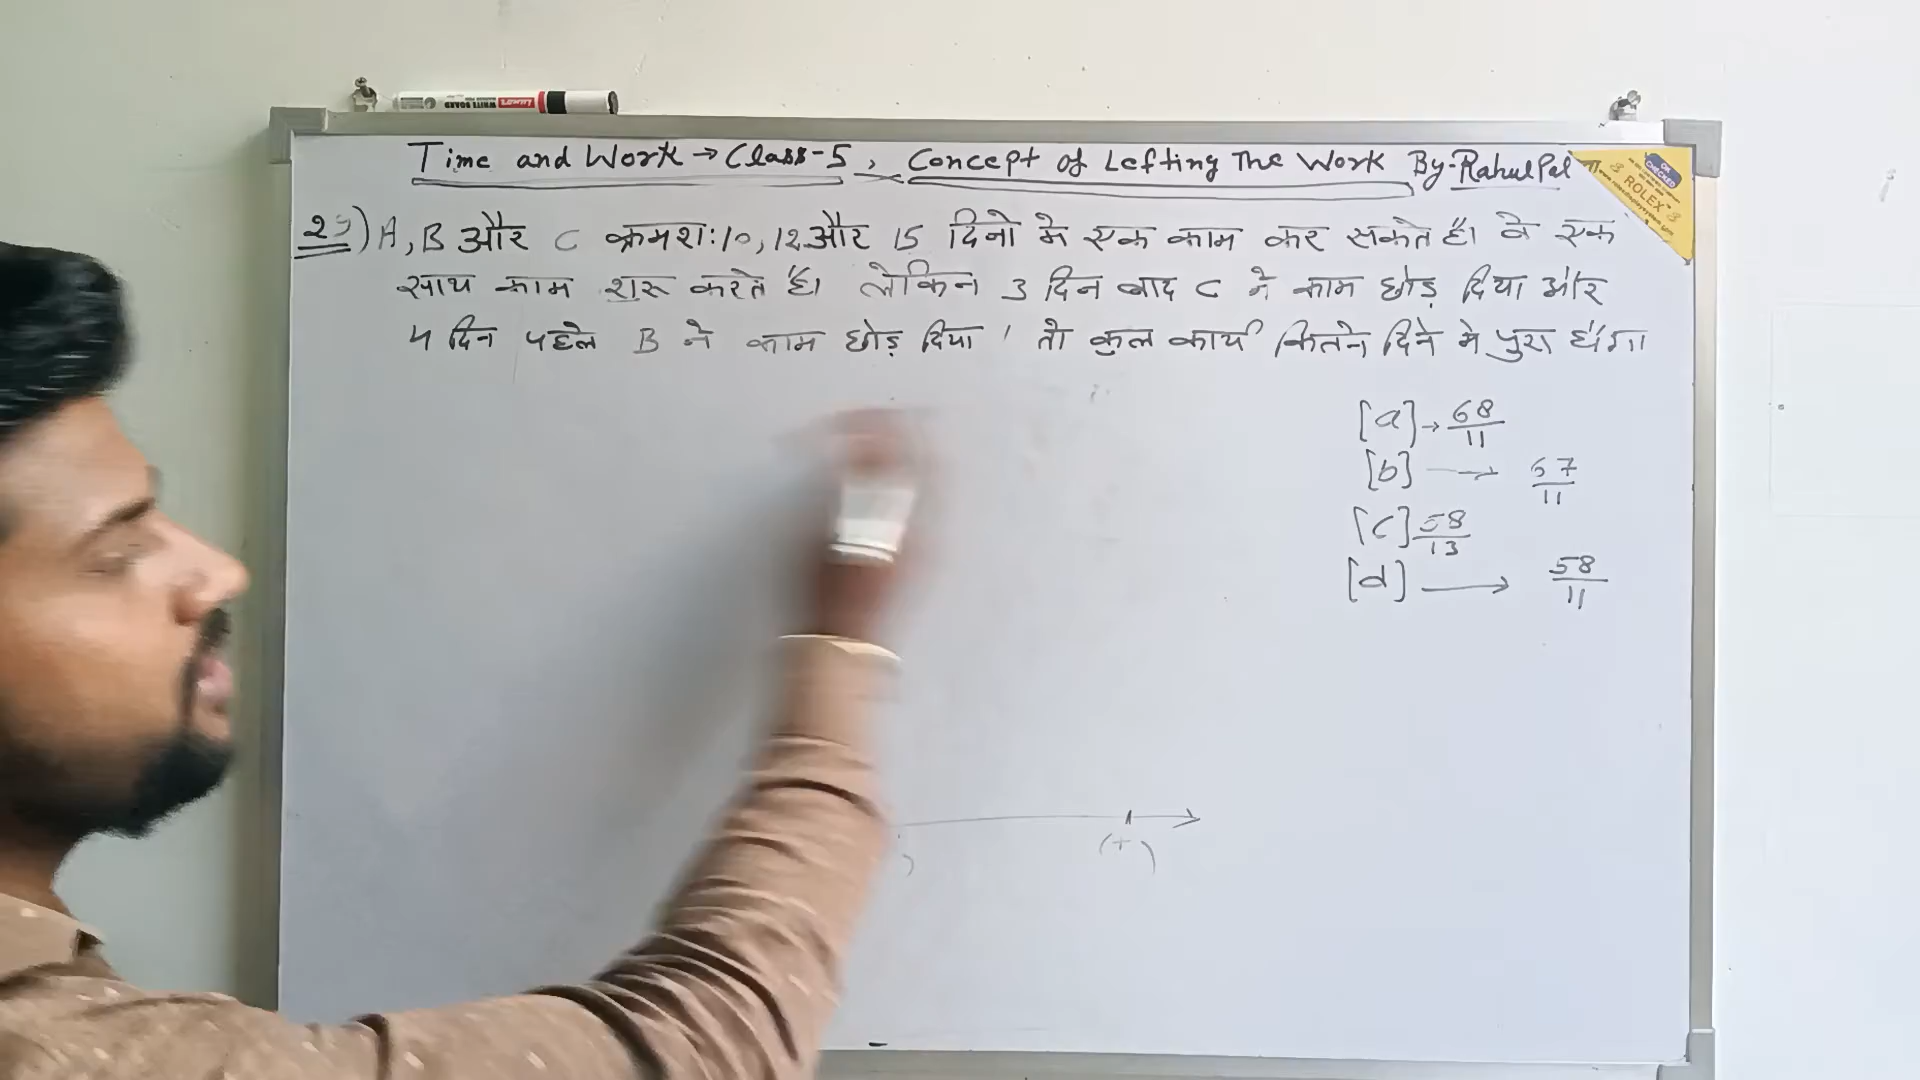 Time and Work → Class-5, Concept of Lefting The Work By-Rahul Pal
A, B और C क्रमश: 10, 12 और 15 दिनो मे एक काम कर सकते है। वे एक
साथ काम शुरू करते है। लेकिन 3 दिन बाद C ने काम छोड़ दिया और
4 दिन पहले B ने काम छोड़ दिया । तो कुल कार्य कितने दिने मे पुरा होंगा
[a] → 68/11
[b] → 67/11
[c] 58/13
[d] → 58/11
(+ )
ROLEX